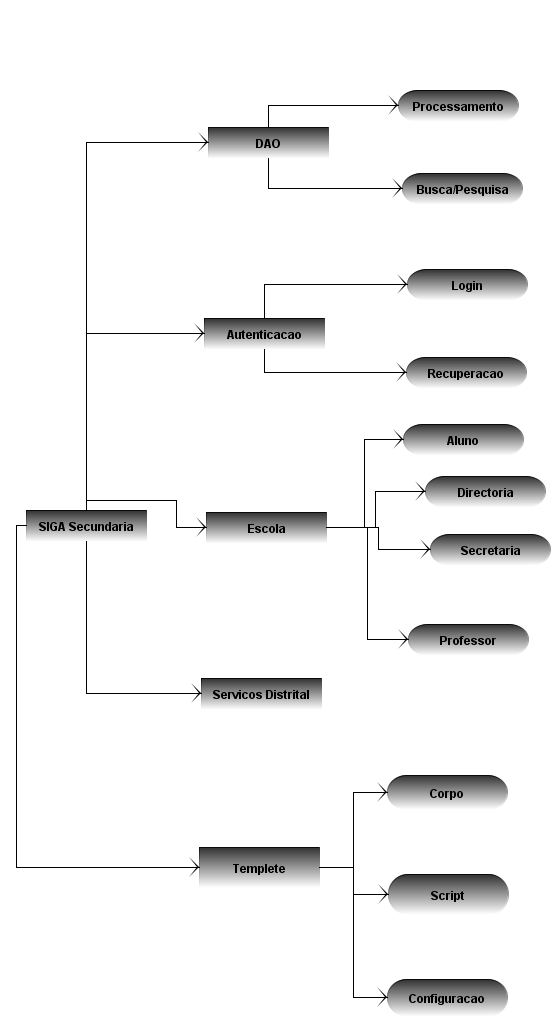 Processamento
DAO
Busca/Pesquisa
Login
Autenticacao
Recuperacao
Aluno
Directoria
SIGA Secundaria
Escola
Secretaria
Professor
Servicos Distrital
Corpo
Templete
Script
Configuracao